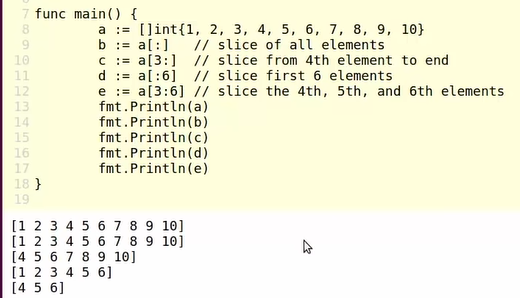 7 func main() {
8 a := []int{1, 2, 3, 4, 5, 6, 7, 8, 9, 10}
9 b := a[:] // slice of all elements
10 c := a[3:] // slice from 4th element to end
11 d := a[:6] // slice first 6 elements
12 e := a[3:6] // slice the 4th, 5th, and 6th elements
13 fmt.Println(a)
14 fmt.Println(b)
15 fmt.Println(c)
16 fmt.Println(d)
17 fmt.Println(e)
18 }
19
[1 2 3 4 5 6 7 8 9 10]
[1 2 3 4 5 6 7 8 9 10]
[4 5 6 7 8 9 10]
[1 2 3 4 5 6]
[4 5 6]